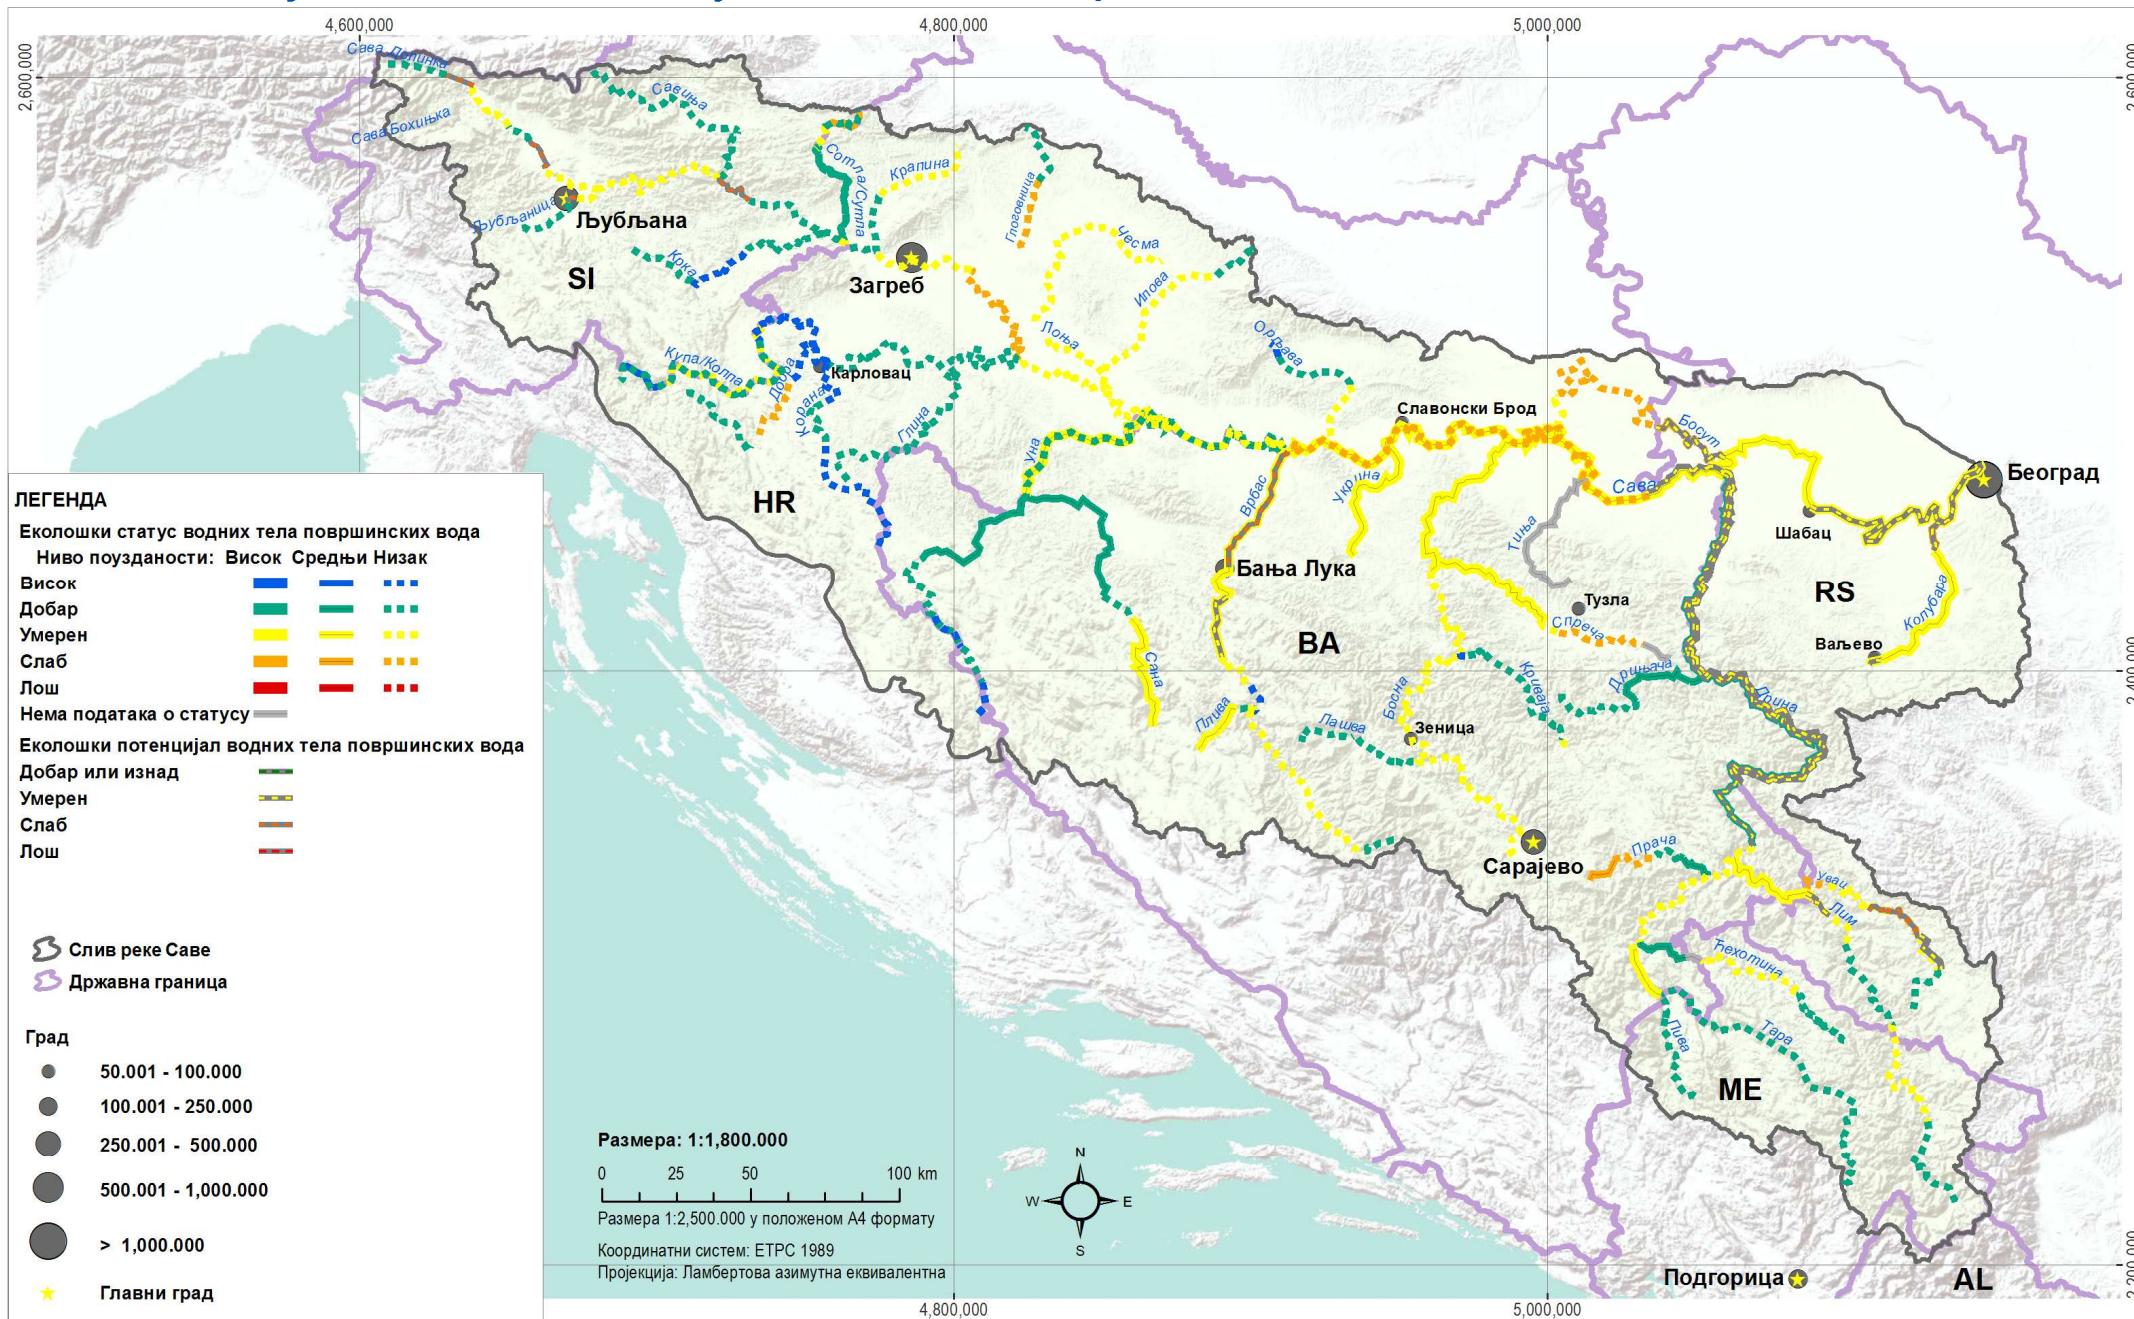 4,600,000
4,800,000
5,000,000
2,600,000
Сава Долинка
Сава Бохињка
Савиња
Сотла/Сутла
Крапина
Глоговница
Љубљаница
Љубљана
Крка
SI
Загреб
Чесма
Илова
Лоња
Орљава
Купа/Колпа
Добра
Карловац
Корана
Глина
HR
Уна
Врбас
Укрина
Славонски Брод
Босут
Сава
Београд
Шабац
RS
Колубара
Ваљево
Тиња
Бања Лука
BA
Тузла
Спреча
Сана
Плива
Босна
Лашва
Зеница
Криваја
Дрињача
Дрина
Сарајево
Прача
Увац
Лим
Ћехотина
Пива
Тара
ME
Подгорица
AL
ЛЕГЕНДА
Еколошки статус водних тела површинских вода
Ниво поузданости: Висок Средњи Низак
Висок
Добар
Умерен
Слаб
Лош
Нема података о статусу
Еколошки потенцијал водних тела површинских вода
Добар или изнад
Умерен
Слаб
Лош
Слив реке Саве
Државна граница
Град
50.001 - 100.000
100.001 - 250.000
250.001 - 500.000
500.001 - 1,000.000
> 1,000.000
Главни град
Размера: 1:1,800.000
0 25 50 100 km
Размера 1:2,500.000 у положеном А4 формату
Координатни систем: ЕТРС 1989
Пројекција: Ламбертова азимутна еквивалентна
N
W E
S
4,800,000
5,000,000